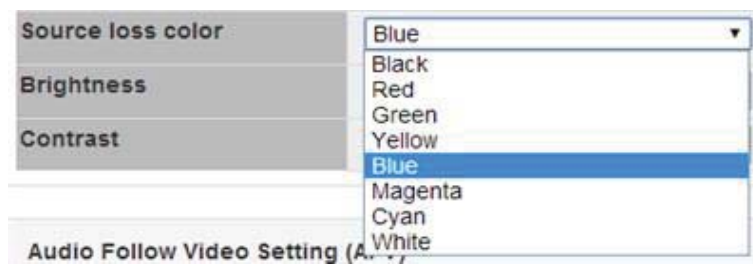 Source loss color
Blue
Black
Red
Green
Yellow
Blue
Magenta
Cyan
White
Brightness
Contrast
Audio Follow Video Setting